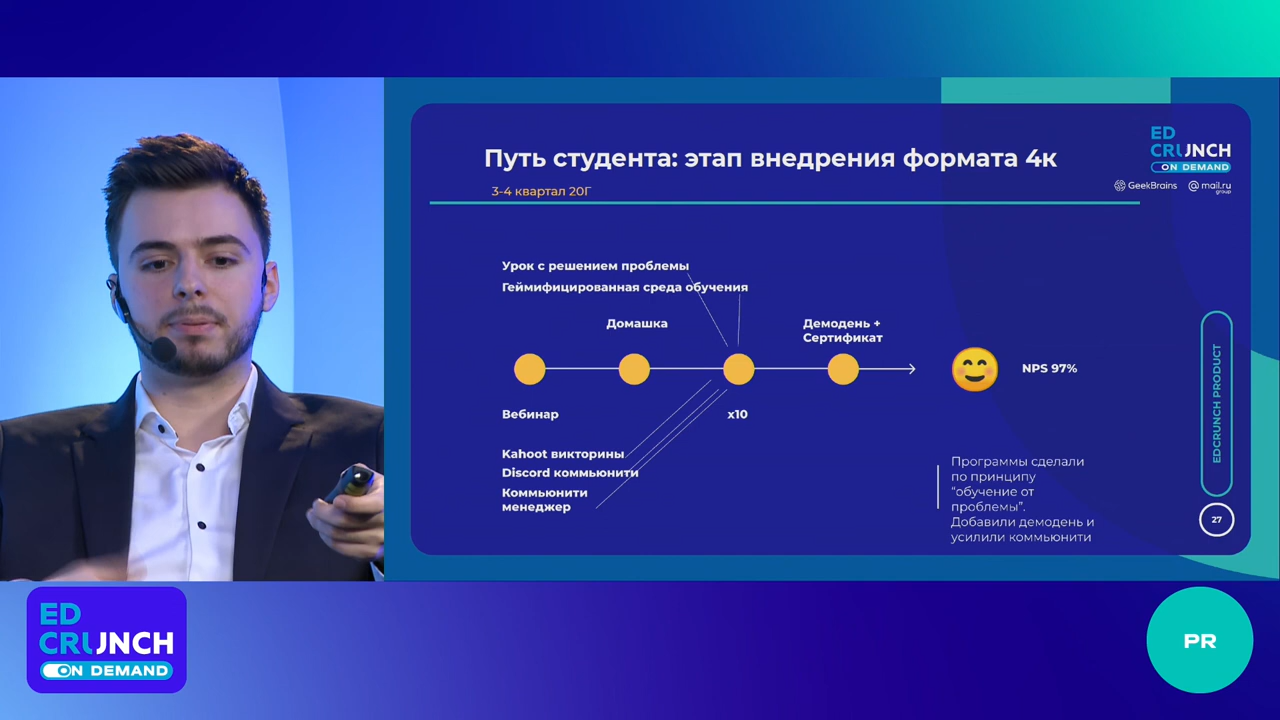 Путь студента: этап внедрения формата 4к
3-4 квартал 20Г
ED
CRUNCH
ON DEMAND
GeekBrains
@mail.ru
group
Урок с решением проблемы
Геймифицированная среда обучения
Домашка
Демодень +
Сертификат
NPS 97%
Вебинар
x10
Kahoot викторины
Discord коммьюнити
Коммьюнити
менеджер
Программы сделали
по принципу
“обучение от
проблемы”.
Добавили демодень и
усилили коммьюнити
EDCRUNCH PRODUCT
27
ED
CRUNCH
ON DEMAND
PR